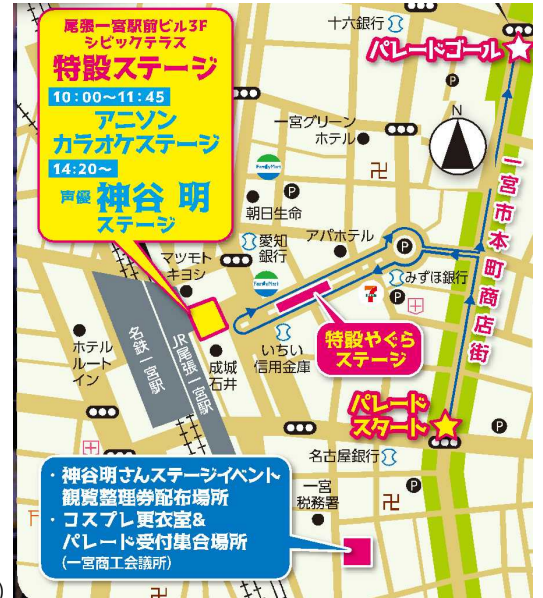 尾張一宮駅前ビル3F
シビックテラス
特設ステージ
10:00〜11:45
アニソン
カラオケステージ
14:20〜
声優 神谷 明
ステージ
十六銀行
パレードゴール
P
N
一宮グリーン
ホテル
卍
FamilyMart
P
朝日生命
愛知
銀行
アパホテル
P
マツモト
キヨシ
FamilyMart
みずほ銀行
P
一宮市本町商店街
特設やぐら
ステージ
いちい
信用金庫
成城
石井
ホテル
ルート
イン
名鉄一宮駅
JR尾張一宮駅
パレード
スタート
P
名古屋銀行
P
一宮
税務署
卍
・神谷明さんステージイベント
観覧整理券配布場所
・コスプレ更衣室&
パレード受付集合場所
(一宮商工会議所)
卍
卍
)